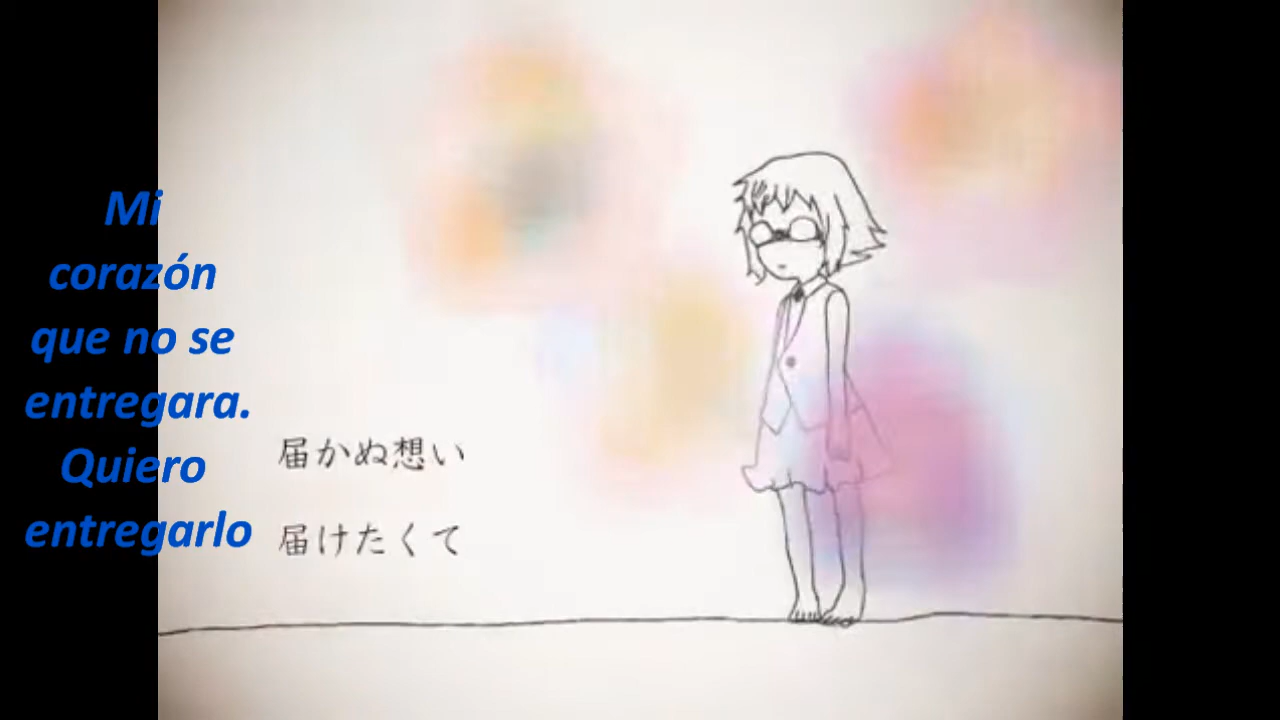 Mi
corazón
que no se
entregara.
Quiero
entregarlo
届かぬ想い
届けたくて